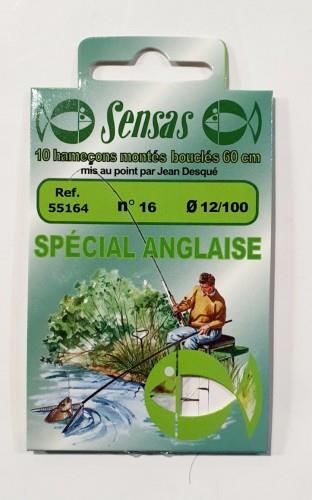 Sensas
10 hameçons montés bouclés 60 cm
mis au point par Jean Desqué
Ref.
55164
n° 16
Ø 12/100
SPÉCIAL ANGLAISE